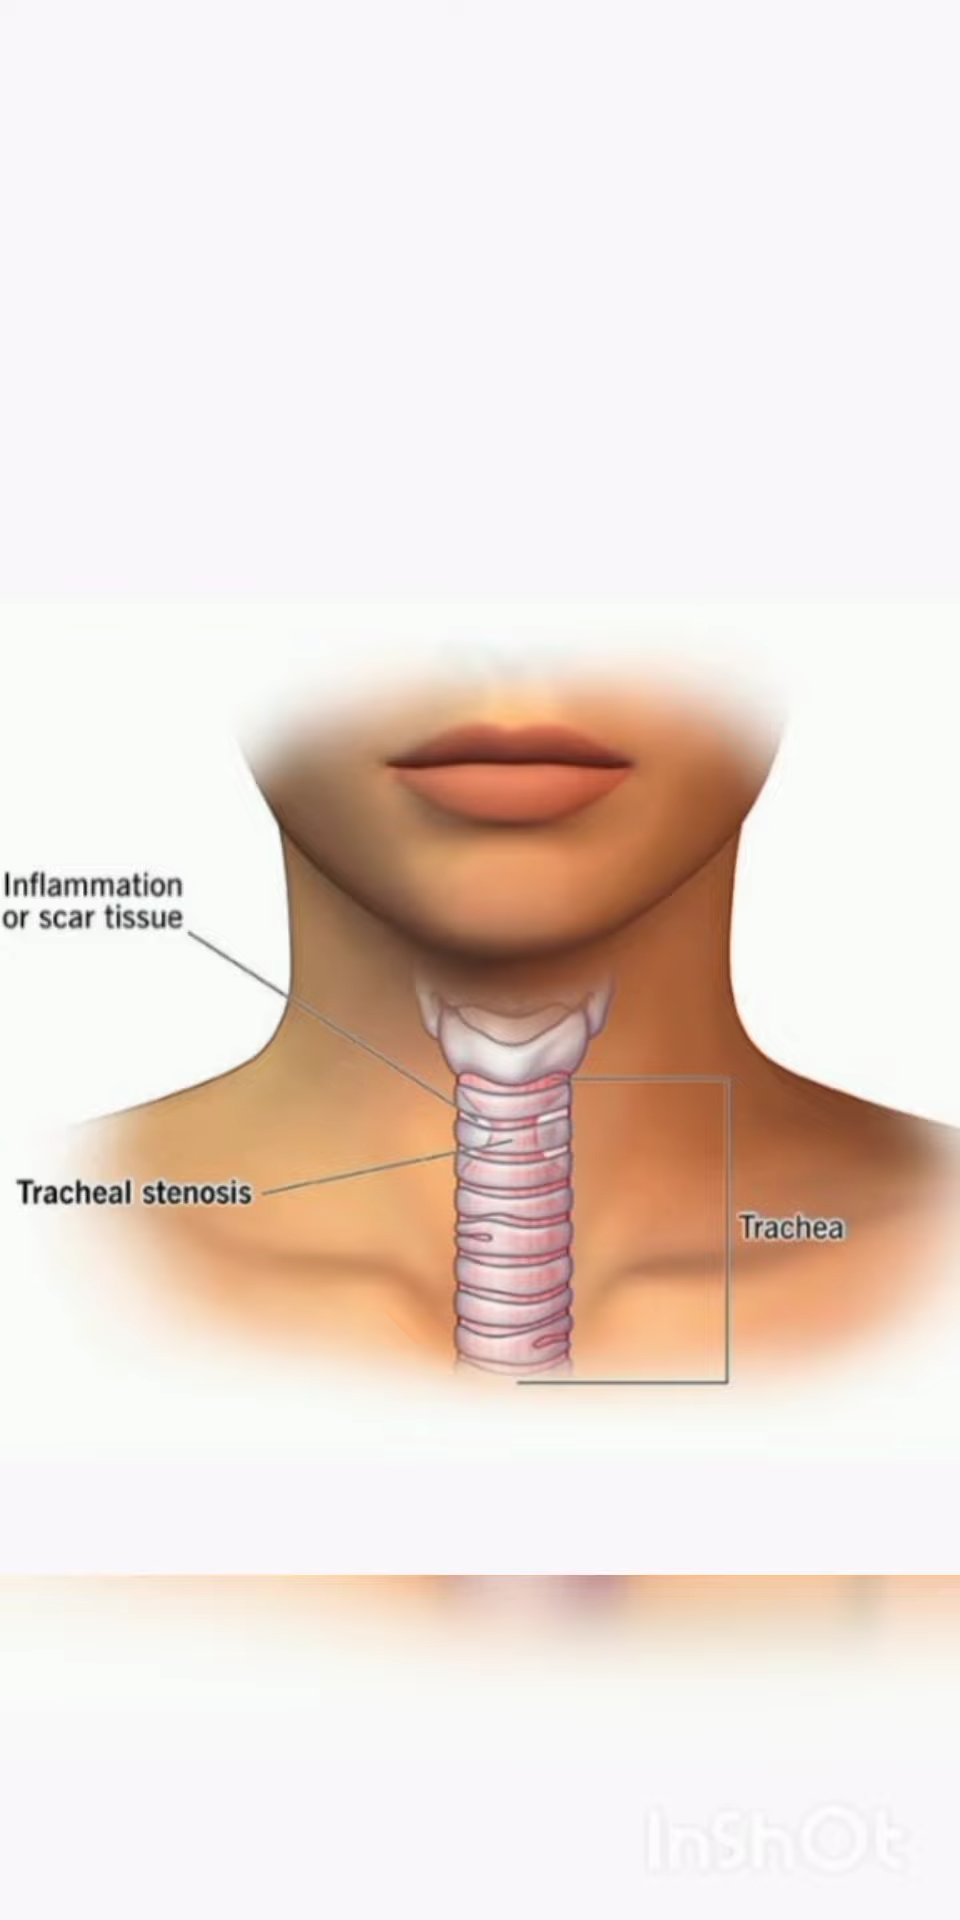 Inflammation
or scar tissue
Tracheal stenosis
Trachea
InShOt